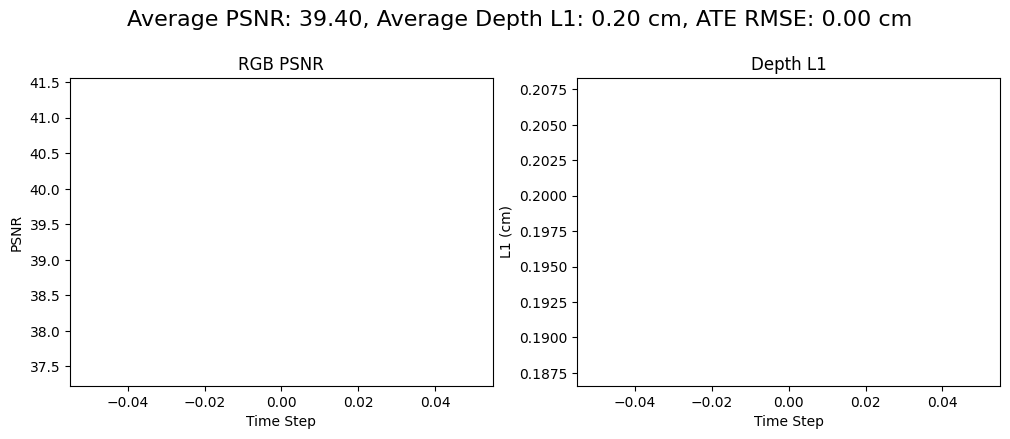 Average PSNR: 39.40, Average Depth L1: 0.20 cm, ATE RMSE: 0.00 cm
RGB PSNR
41.5
41.0
40.5
40.0
39.5
39.0
38.5
38.0
37.5
PSNR
−0.04 −0.02 0.00 0.02 0.04
Time Step
Depth L1
0.2075
0.2050
0.2025
0.2000
0.1975
0.1950
0.1925
0.1900
0.1875
L1 (cm)
−0.04 −0.02 0.00 0.02 0.04
Time Step